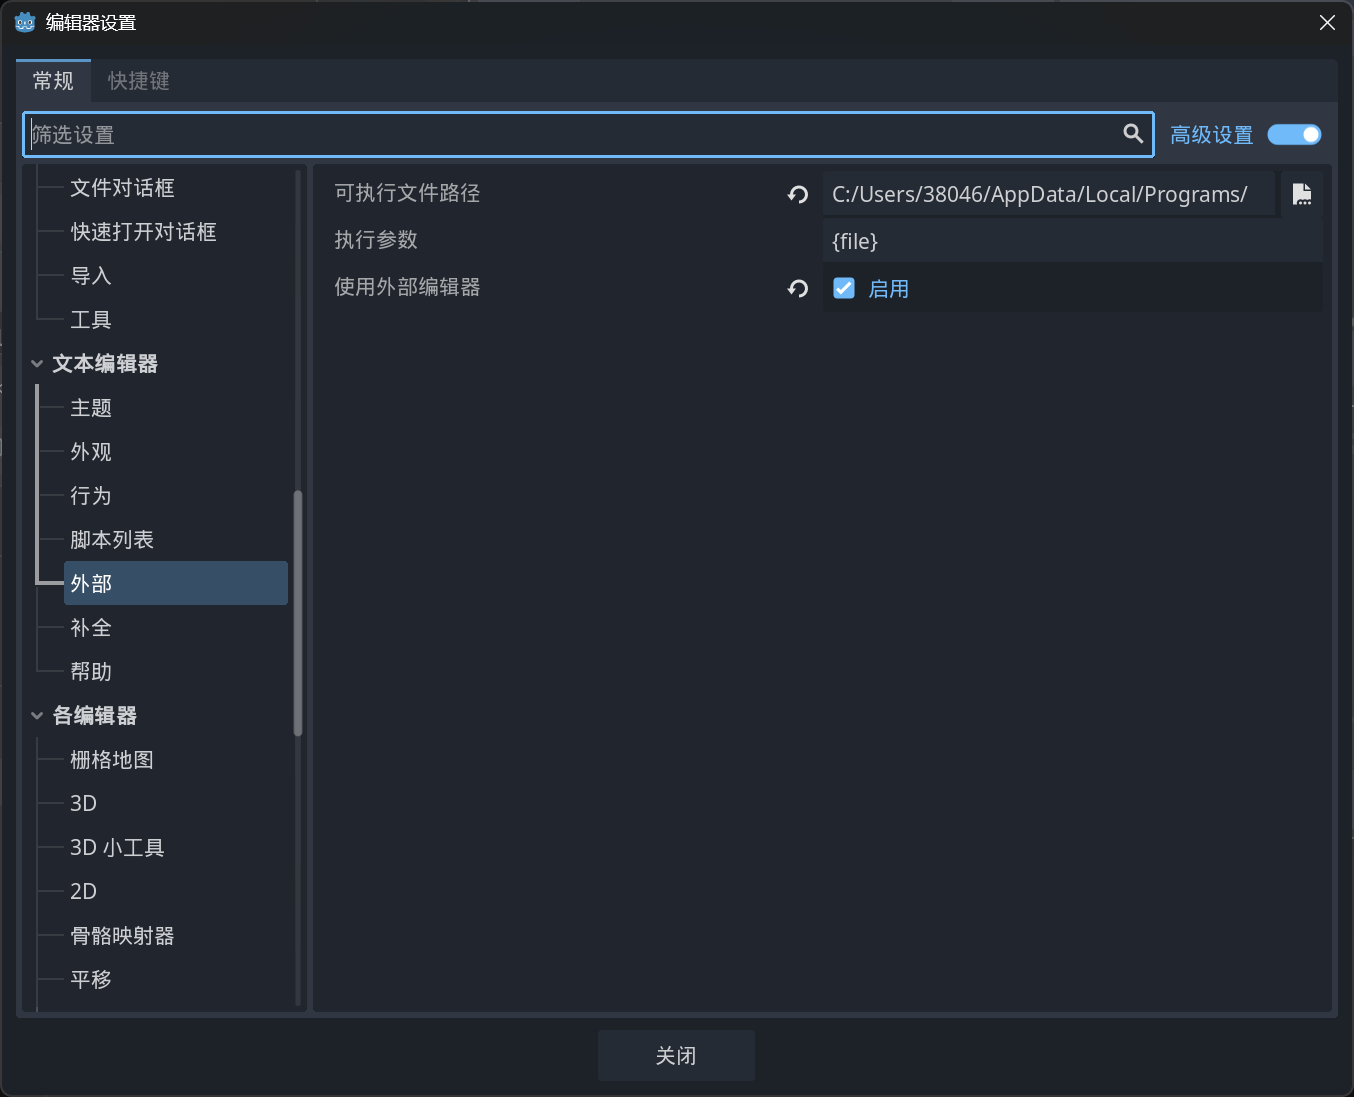 编辑器设置
常规
快捷键
筛选设置
高级设置
文件对话框
快速打开对话框
导入
工具
文本编辑器
主题
外观
行为
脚本列表
外部
补全
帮助
各编辑器
栅格地图
3D
3D 小工具
2D
骨骼映射器
平移
可执行文件路径
C:/Users/38046/AppData/Local/Programs/
执行参数
{file}
使用外部编辑器
启用
关闭